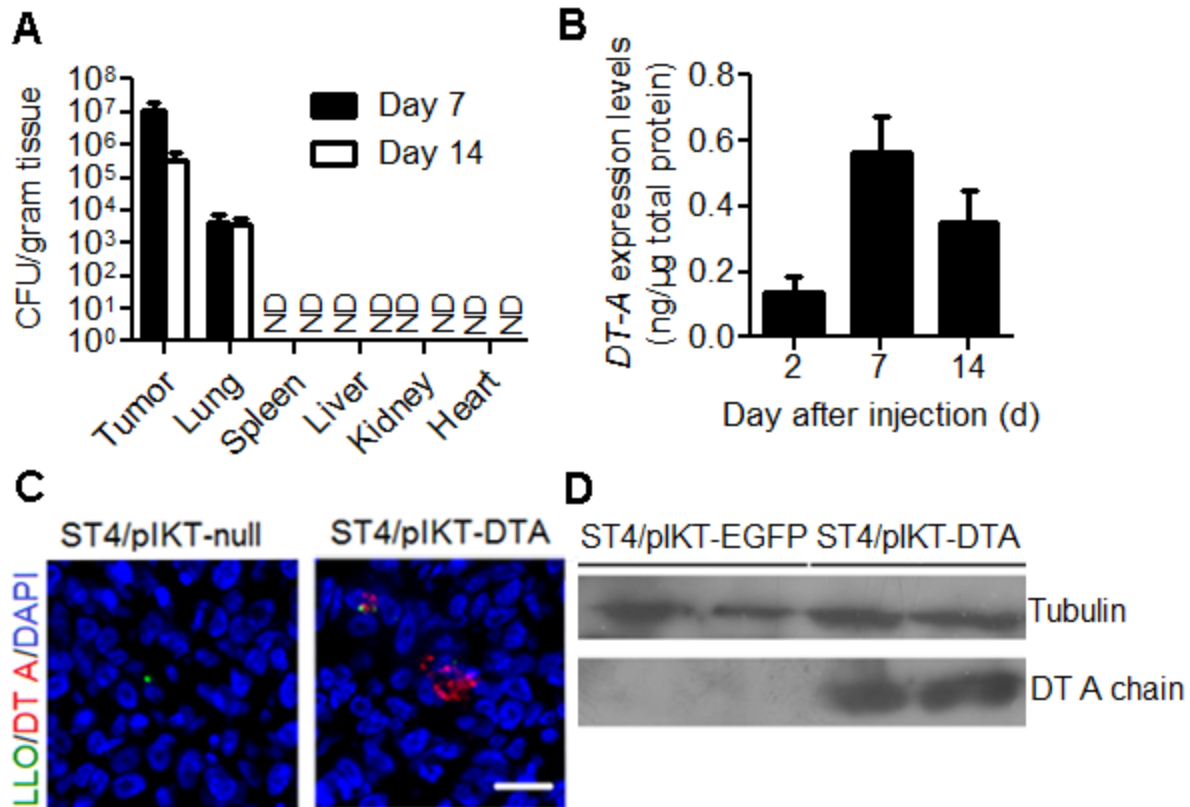 A
CFU/gram tissue
10⁸
10⁷
10⁶
10⁵
10⁴
10³
10²
10¹
10⁰
Day 7
Day 14
ND ND ND ND ND ND ND ND
Tumor Lung Spleen Liver Kidney Heart
B
DT-A expression levels
(ng/µg total protein)
0.8
0.6
0.4
0.2
0.0
2 7 14
Day after injection (d)
C
ST4/pIKT-null ST4/pIKT-DTA
LLO/DT A/DAPI
D
ST4/pIKT-EGFP ST4/pIKT-DTA
Tubulin
DT A chain